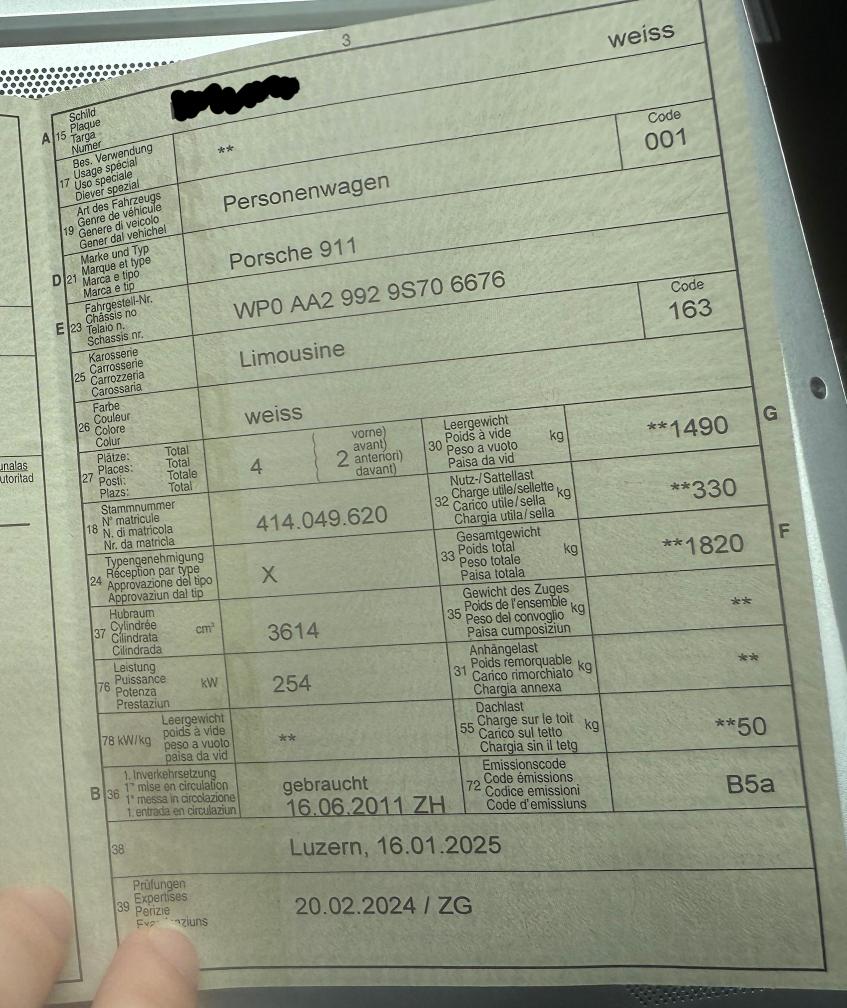 3
weiss
A 15 Schild
Plaque
Targa
Numer
17 Bes. Verwendung
Usage spécial
Uso speciale
Diever spezial
**
Code
001
19 Art des Fahrzeugs
Genre de véhicule
Genere di veicolo
Gener dal vehichel
Personenwagen
D 21 Marke und Typ
Marque et type
Marca e tipo
Marca e tip
Porsche 911
E 23 Fahrgestell-Nr.
Châssis no
Telaio n.
Schassis nr.
WP0 AA2 992 9S70 6676
25 Karosserie
Carrosserie
Carrozzeria
Carossaria
Limousine
Code
163
26 Farbe
Couleur
Colore
Colur
weiss
27 Plätze: Total
Places: Total
Posti: Totale
Plazs: Total
4
2
vorne)
avant)
anteriori)
davant)
30 Leergewicht
Poids à vide kg
Peso a vuoto
Paisa da vid
**1490
G
18 Stammnummer
N° matricule
N. di matricola
Nr. da matricla
414.049.620
32 Nutz-/Sattellast
Charge utile/sellette kg
Carico utile/sella
Chargia utila/sella
**330
24 Typengenehmigung
Réception par type
Approvazione del tipo
Approvaziun dal tip
X
33 Gesamtgewicht
Poids total kg
Peso totale
Paisa totala
**1820
F
37 Hubraum
Cylindrée cm³
Cilindrata
Cilindrada
3614
35 Gewicht des Zuges
Poids de l'ensemble kg
Peso del convoglio
Paisa cumposiziun
**
76 Leistung
Puissance kW
Potenza
Prestaziun
254
31 Anhängelast
Poids remorquable kg
Carico rimorchiato
Chargia annexa
**
78 kW/kg Leergewicht
poids à vide
peso a vuoto
paisa da vid
**
55 Dachlast
Charge sur le toit kg
Carico sul tetto
Chargia sin il tetg
**50
B 36 1. Inverkehrsetzung
1re mise en circulation
1a messa in circolazione
1. entrada en circulaziun
gebraucht
16.06.2011 ZH
72 Emissionscode
Code émissions
Codice emissioni
Code d'emissiuns
B5a
38
Luzern, 16.01.2025
39 Prüfungen
Expertises
Perizie
20.02.2024 / ZG